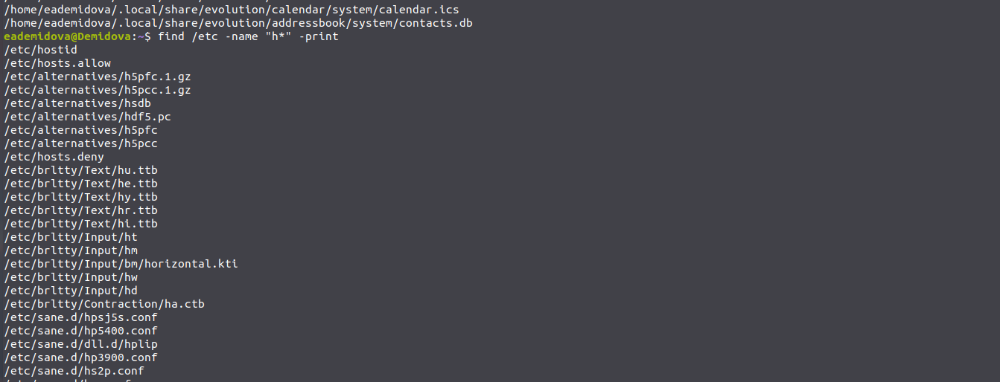 /home/eademidova/.local/share/evolution/calendar/system/calendar.ics
/home/eademidova/.local/share/evolution/addressbook/system/contacts.db
eademidova@Demidova:~$ find /etc -name "h*" -print
/etc/hostid
/etc/hosts.allow
/etc/alternatives/h5pfc.1.gz
/etc/alternatives/h5pcc.1.gz
/etc/alternatives/hsdb
/etc/alternatives/hdf5.pc
/etc/alternatives/h5pfc
/etc/alternatives/h5pcc
/etc/hosts.deny
/etc/brltty/Text/hu.ttb
/etc/brltty/Text/he.ttb
/etc/brltty/Text/hy.ttb
/etc/brltty/Text/hr.ttb
/etc/brltty/Text/hi.ttb
/etc/brltty/Input/ht
/etc/brltty/Input/hm
/etc/brltty/Input/bm/horizontal.kti
/etc/brltty/Input/hw
/etc/brltty/Input/hd
/etc/brltty/Contraction/ha.ctb
/etc/sane.d/hpsj5s.conf
/etc/sane.d/hp5400.conf
/etc/sane.d/dll.d/hplip
/etc/sane.d/hp3900.conf
/etc/sane.d/hs2p.conf